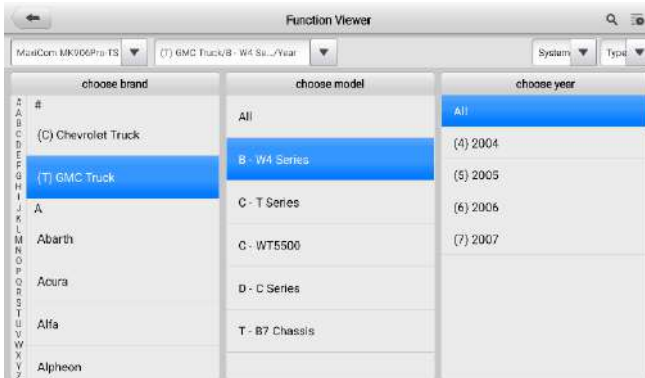 Function Viewer
MaxiCom MK906Pro-TS
(T) GMC Truck/B - W4 Se.../Year
System
Type
choose brand
choose model
choose year
#
A
B
C
D
E
F
G
H
I
J
K
L
M
N
O
P
Q
R
S
T
U
V
W
X
Y
Z
#
(C) Chevrolet Truck
(T) GMC Truck
A
Abarth
Acura
Alfa
Alpheon
All
B - W4 Series
C - T Series
C - WT5500
D - C Series
T - B7 Chassis
All
(4) 2004
(5) 2005
(6) 2006
(7) 2007